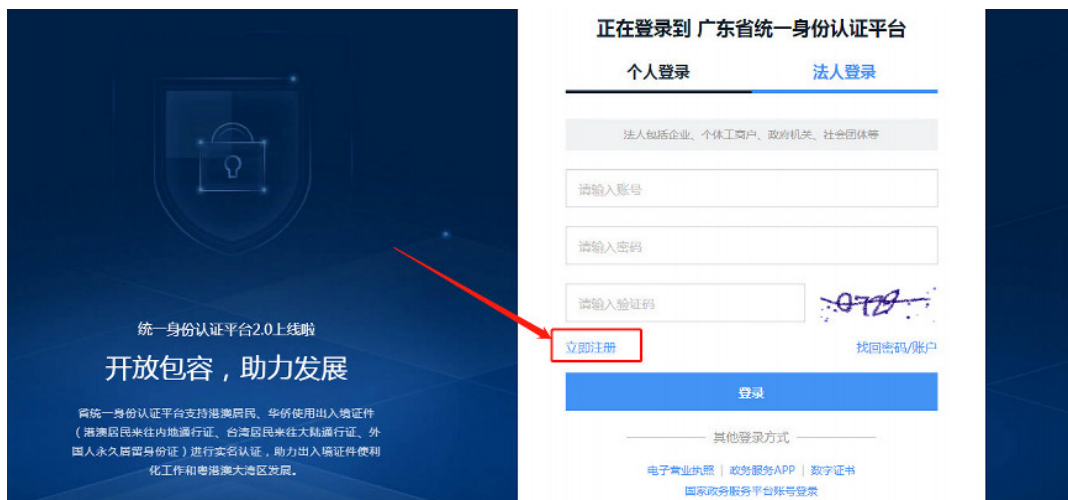 正在登录到 广东省统一身份认证平台
个人登录
法人登录
法人包括企业、个体工商户、政府机关、社会团体等
请输入账号
请输入密码
请输入验证码
立即注册
找回密码/账户
登录
其他登录方式
电子营业执照 | 政务服务APP | 数字证书
国家政务服务平台账号登录
统一身份认证平台2.0上线啦
开放包容，助力发展
省统一身份认证平台支持港澳居民、华侨使用出入境证件
（港澳居民来往内地通行证、台湾居民来往大陆通行证、外
国人永久居留身份证）进行实名认证，助力出入境证件便利
化工作和粤港澳大湾区发展。